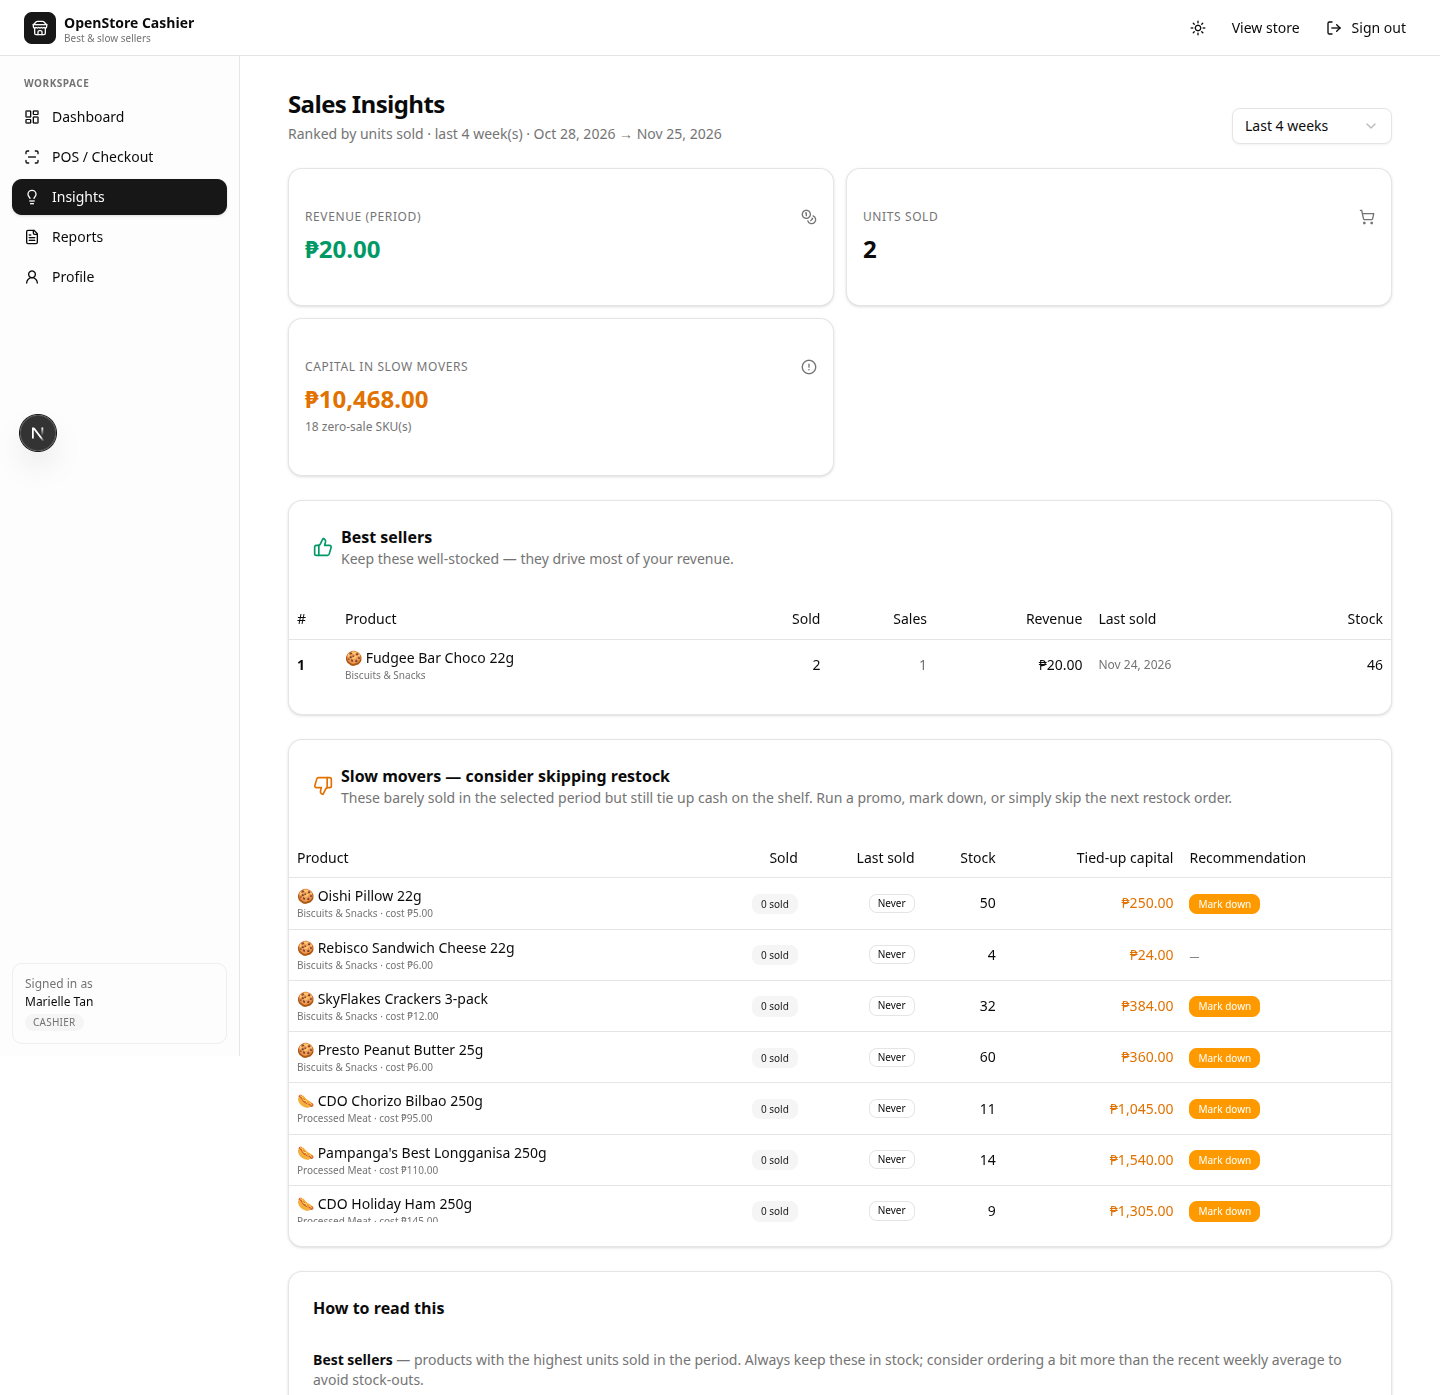 OpenStore Cashier
Best & slow sellers
View store
Sign out
WORKSPACE
Dashboard
POS / Checkout
Insights
Reports
Profile
N
Signed in as
Marielle Tan
CASHIER
Sales Insights
Ranked by units sold · last 4 week(s) · Oct 28, 2026 → Nov 25, 2026
Last 4 weeks
REVENUE (PERIOD)
₱20.00
UNITS SOLD
2
CAPITAL IN SLOW MOVERS
₱10,468.00
18 zero-sale SKU(s)
Best sellers
Keep these well-stocked — they drive most of your revenue.
# Product Sold Sales Revenue Last sold Stock
1 🍪 Fudgee Bar Choco 22g 2 1 ₱20.00 Nov 24, 2026 46
Biscuits & Snacks
Slow movers — consider skipping restock
These barely sold in the selected period but still tie up cash on the shelf. Run a promo, mark down, or simply skip the next restock order.
Product Sold Last sold Stock Tied-up capital Recommendation
🍪 Oishi Pillow 22g 0 sold Never 50 ₱250.00 Mark down
Biscuits & Snacks · cost ₱5.00
🍪 Rebisco Sandwich Cheese 22g 0 sold Never 4 ₱24.00 —
Biscuits & Snacks · cost ₱6.00
🍪 SkyFlakes Crackers 3-pack 0 sold Never 32 ₱384.00 Mark down
Biscuits & Snacks · cost ₱12.00
🍪 Presto Peanut Butter 25g 0 sold Never 60 ₱360.00 Mark down
Biscuits & Snacks · cost ₱6.00
🌭 CDO Chorizo Bilbao 250g 0 sold Never 11 ₱1,045.00 Mark down
Processed Meat · cost ₱95.00
🌭 Pampanga's Best Longganisa 250g 0 sold Never 14 ₱1,540.00 Mark down
Processed Meat · cost ₱110.00
🌭 CDO Holiday Ham 250g 0 sold Never 9 ₱1,305.00 Mark down
Processed Meat · cost ₱145.00
How to read this
Best sellers — products with the highest units sold in the period. Always keep these in stock; consider ordering a bit more than the recent weekly average to
avoid stock-outs.